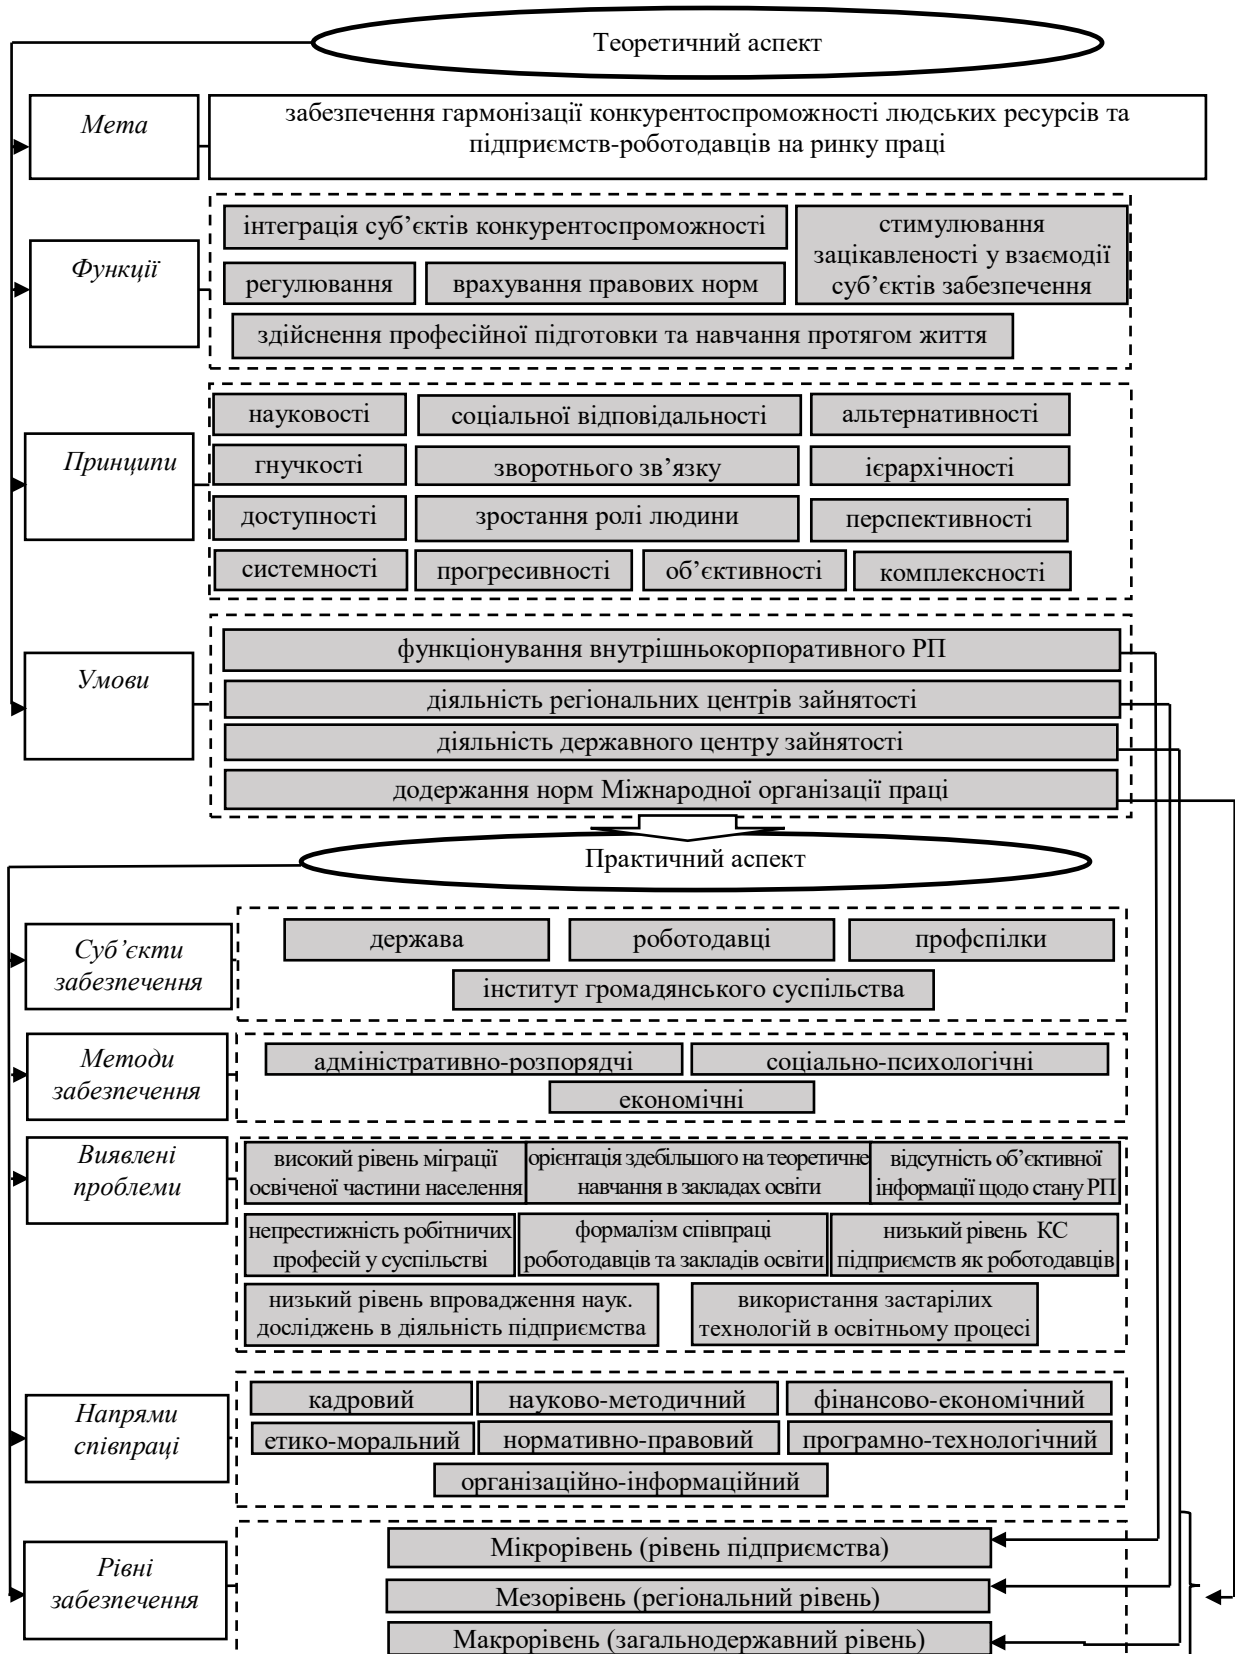 Теоретичний аспект
Мета
забезпечення гармонізації конкурентоспроможності людських ресурсів та
підприємств-роботодавців на ринку праці
Функції
інтеграція суб’єктів конкурентоспроможності
стимулювання
зацікавленості у взаємодії
суб’єктів забезпечення
регулювання
врахування правових норм
здійснення професійної підготовки та навчання протягом життя
Принципи
науковості
соціальної відповідальності
альтернативності
гнучкості
зворотнього зв’язку
ієрархічності
доступності
зростання ролі людини
перспективності
системності
прогресивності
об’єктивності
комплексності
Умови
функціонування внутрішньокорпоративного РП
діяльність регіональних центрів зайнятості
діяльність державного центру зайнятості
додержання норм Міжнародної організації праці
Практичний аспект
Суб’єкти
забезпечення
держава
роботодавці
профспілки
інститут громадянського суспільства
Методи
забезпечення
адміністративно-розпорядчі
соціально-психологічні
економічні
Виявлені
проблеми
високий рівень міграції
освіченої частини населення
орієнтація здебільшого на теоретичне
навчання в закладах освіти
відсутність об’єктивної
інформації щодо стану РП
непрестижність робітничих
професій у суспільстві
формалізм співпраці
роботодавців та закладів освіти
низький рівень КС
підприємств як роботодавців
низький рівень впровадження наук.
досліджень в діяльність підприємства
використання застарілих
технологій в освітньому процесі
Напрями
співпраці
кадровий
науково-методичний
фінансово-економічний
етико-моральний
нормативно-правовий
програмно-технологічний
організаційно-інформаційний
Рівні
забезпечення
Мікрорівень (рівень підприємства)
Мезорівень (регіональний рівень)
Макрорівень (загальнодержавний рівень)